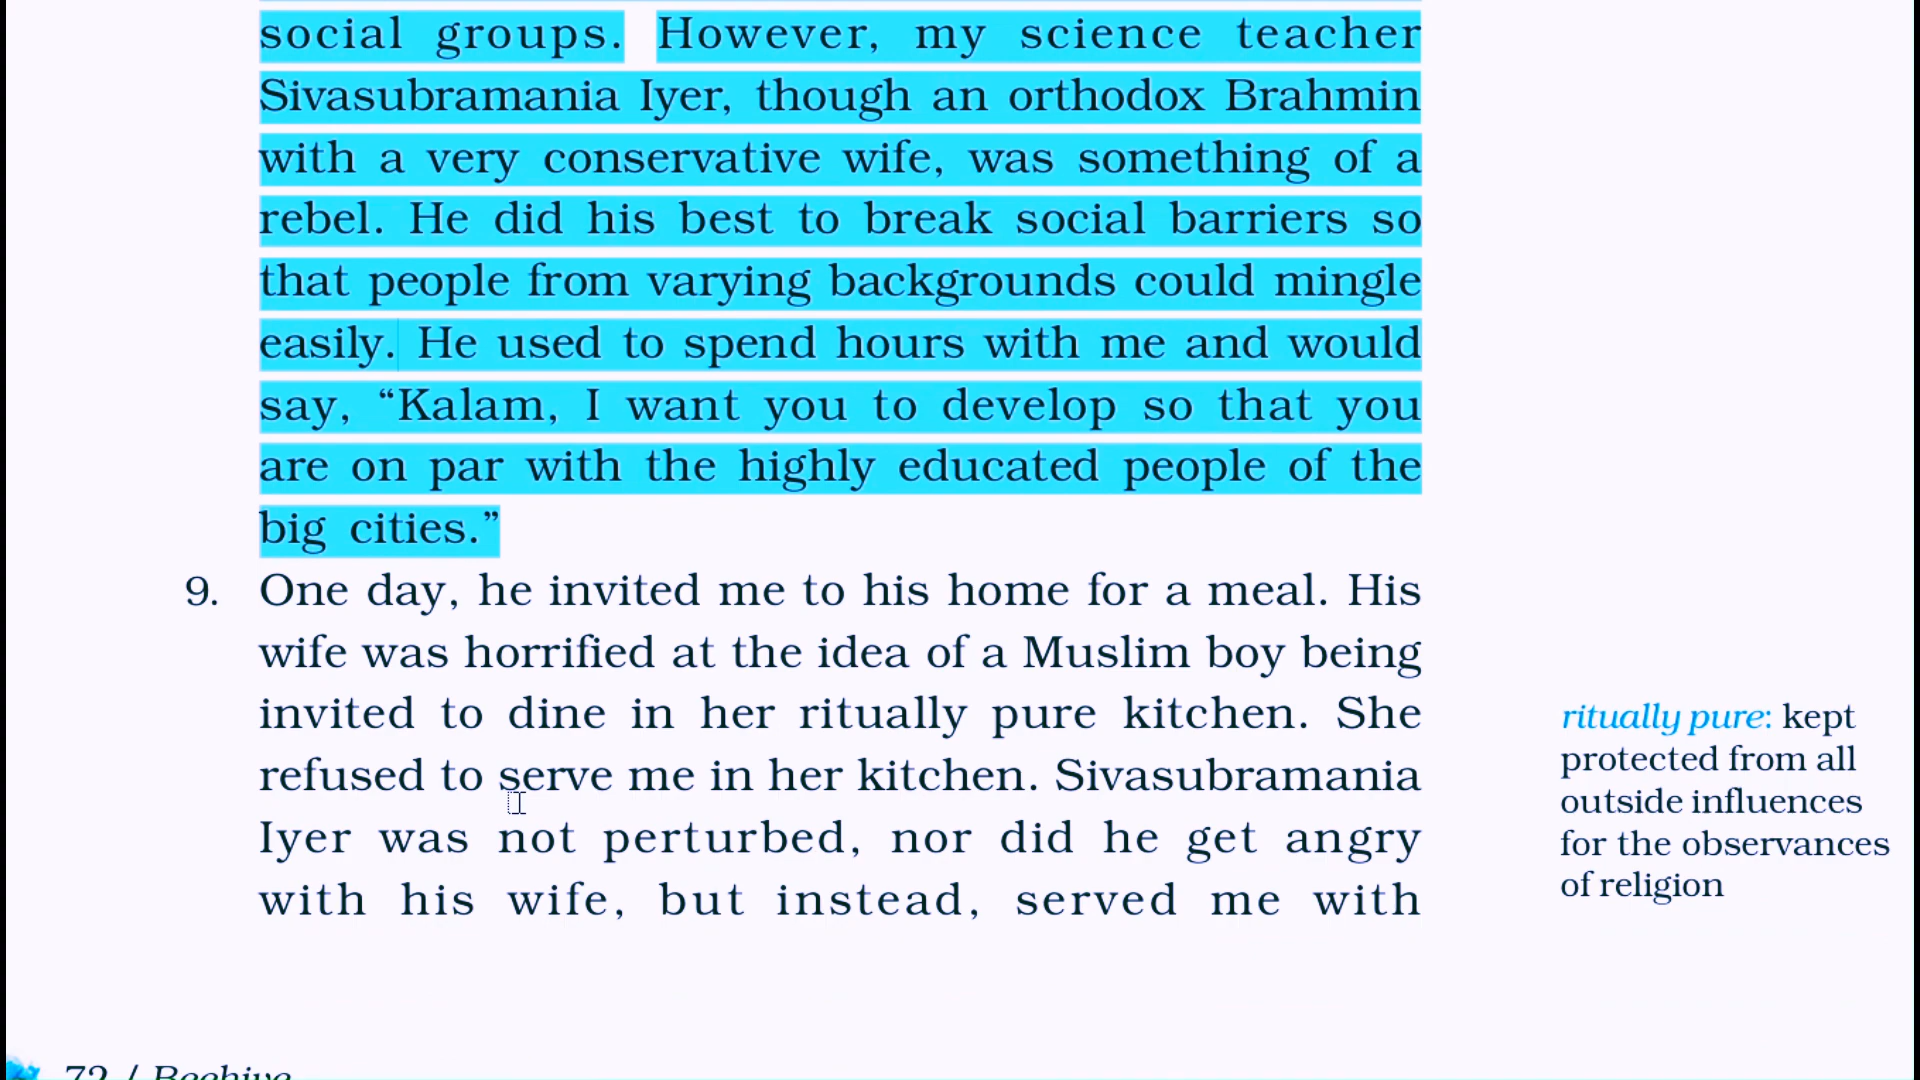 social groups. However, my science teacher
Sivasubramania Iyer, though an orthodox Brahmin
with a very conservative wife, was something of a
rebel. He did his best to break social barriers so
that people from varying backgrounds could mingle
easily. He used to spend hours with me and would
say, “Kalam, I want you to develop so that you
are on par with the highly educated people of the
big cities.”
9. One day, he invited me to his home for a meal. His
wife was horrified at the idea of a Muslim boy being
invited to dine in her ritually pure kitchen. She
refused to serve me in her kitchen. Sivasubramania
Iyer was not perturbed, nor did he get angry
with his wife, but instead, served me with
ritually pure: kept
protected from all
outside influences
for the observances
of religion
72 / Beehive